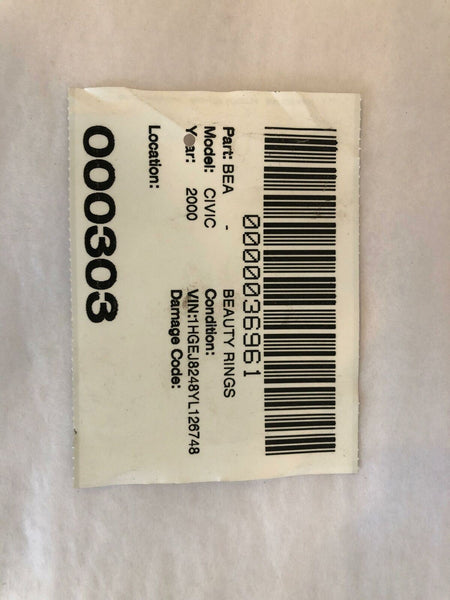 0000036961
Part: BEA - BEAUTY RINGS
Model: CIVIC Condition:
Year: 2000 VIN:1HGEJ8248YL126748
Damage Code:
Location:
000303